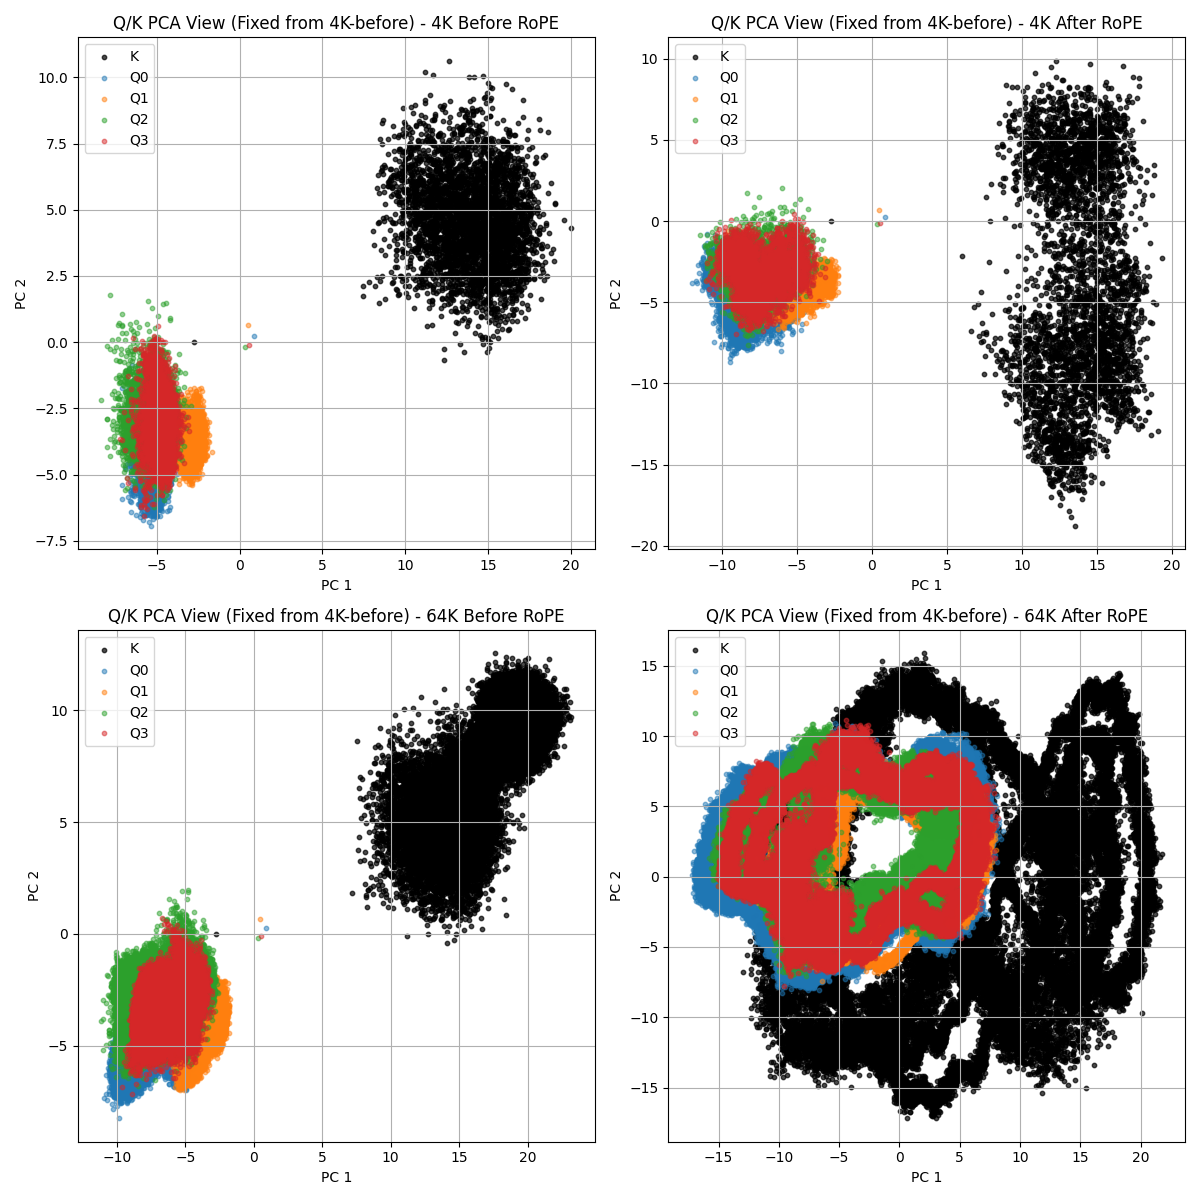 Q/K PCA View (Fixed from 4K-before) - 4K Before RoPE
K
Q0
Q1
Q2
Q3
10.0
7.5
5.0
2.5
0.0
−2.5
−5.0
−7.5
PC 2
−5
0
5
10
15
20
PC 1
Q/K PCA View (Fixed from 4K-before) - 4K After RoPE
K
Q0
Q1
Q2
Q3
10
5
0
−5
−10
−15
−20
PC 2
−10
−5
0
5
10
15
20
PC 1
Q/K PCA View (Fixed from 4K-before) - 64K Before RoPE
K
Q0
Q1
Q2
Q3
10
5
0
−5
PC 2
−10
−5
0
5
10
15
20
PC 1
Q/K PCA View (Fixed from 4K-before) - 64K After RoPE
K
Q0
Q1
Q2
Q3
15
10
5
0
−5
−10
−15
PC 2
−15
−10
−5
0
5
10
15
20
PC 1